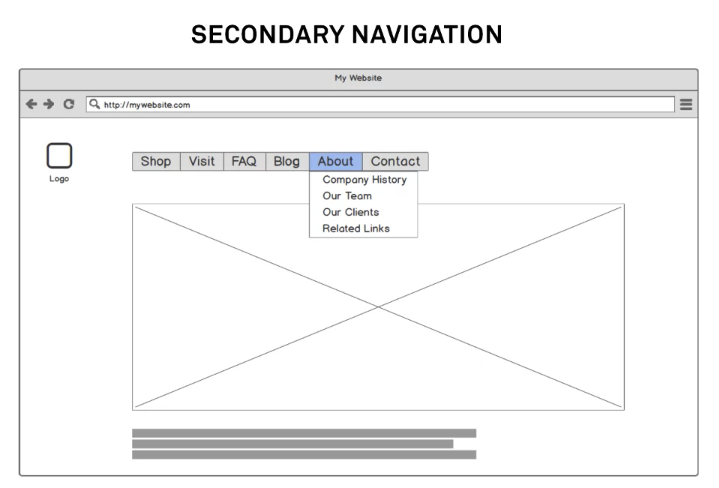 SECONDARY NAVIGATION
My Website
http://mywebsite.com
Logo
Shop Visit FAQ Blog About Contact
Company History
Our Team
Our Clients
Related Links